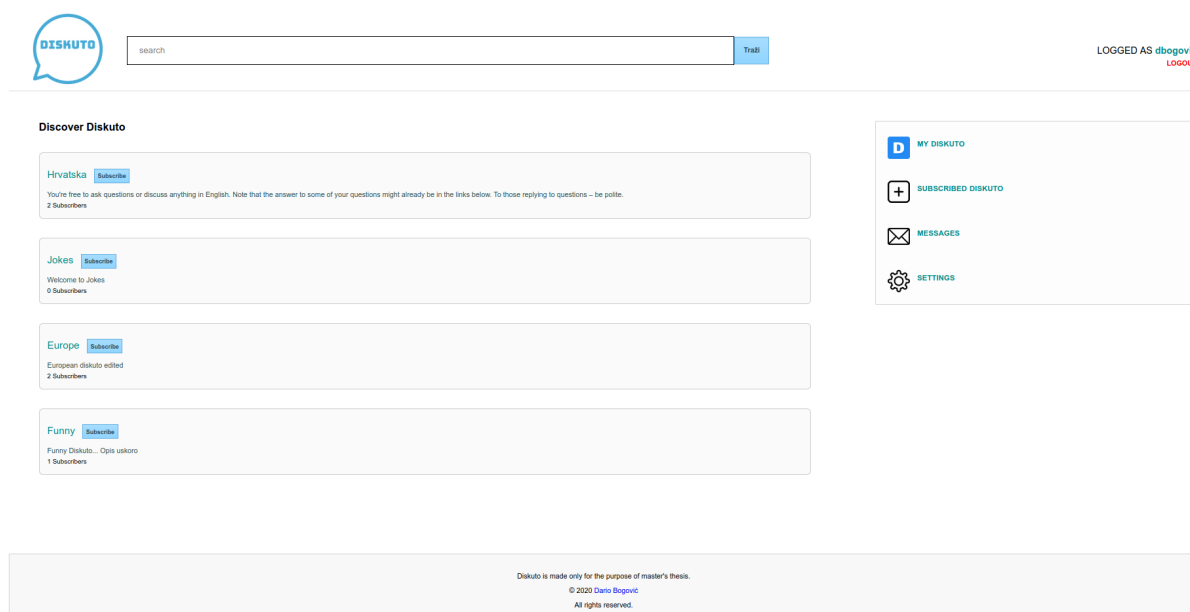 DISKUTO
search
Traži
LOGGED AS dbogovi
LOGOU
Discover Diskuto
Hrvatska Subscribe
You're free to ask questions or discuss anything in English. Note that the answer to some of your questions might already be in the links below. To those replying to questions – be polite.
2 Subscribers
Jokes Subscribe
Welcome to Jokes
0 Subscribers
Europe Subscribe
European diskuto edited
2 Subscribers
Funny Subscribe
Funny Diskuto... Opis uskoro
1 Subscribers
D MY DISKUTO
SUBSCRIBED DISKUTO
MESSAGES
SETTINGS
Diskuto is made only for the purpose of master's thesis.
© 2020 Dario Bogović
All rights reserved.